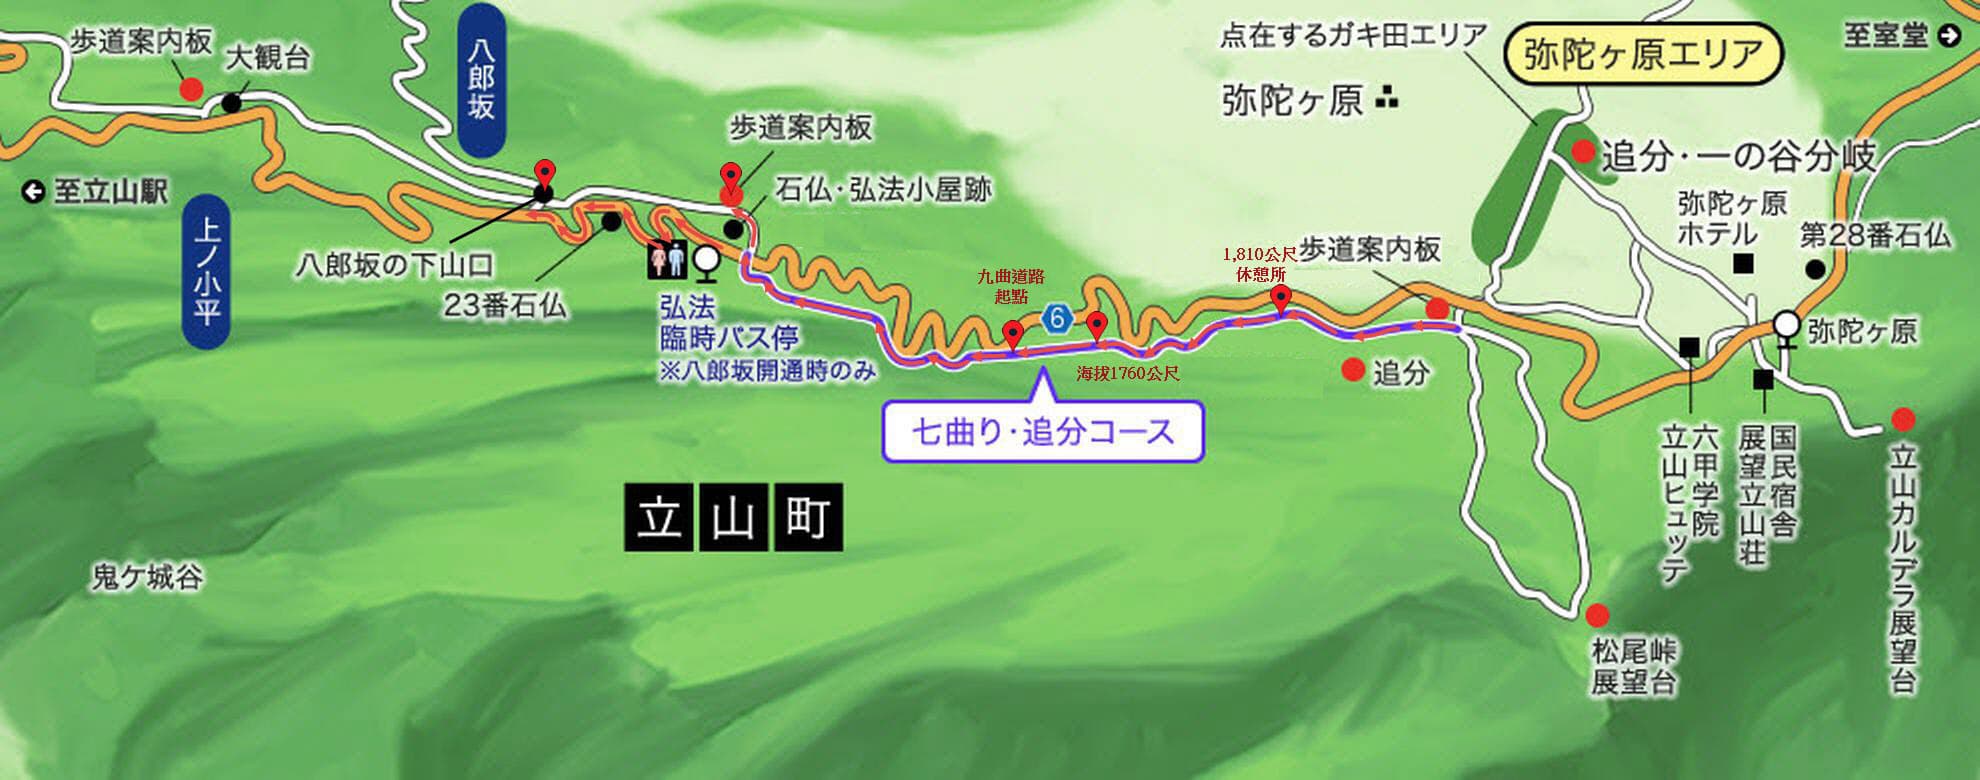 歩道案内板
大観台
八郎坂
点在するガキ田エリア
弥陀ヶ原エリア
至室堂
弥陀ヶ原
歩道案内板
石仏・弘法小屋跡
追分・一の谷分岐
弥陀ヶ原
ホテル
第28番石仏
至立山駅
上ノ小平
八郎坂の下山口
23番石仏
弘法
臨時バス停
※八郎坂開通時のみ
九曲道路
起點
6
1,810公尺
休憩所
歩道案内板
海拔1760公尺
追分
弥陀ヶ原
七曲り・追分コース
六甲学院
立山ヒュッテ
国民宿舎
展望立山荘
立山カルデラ展望台
立山町
鬼ケ城谷
松尾峠
展望台